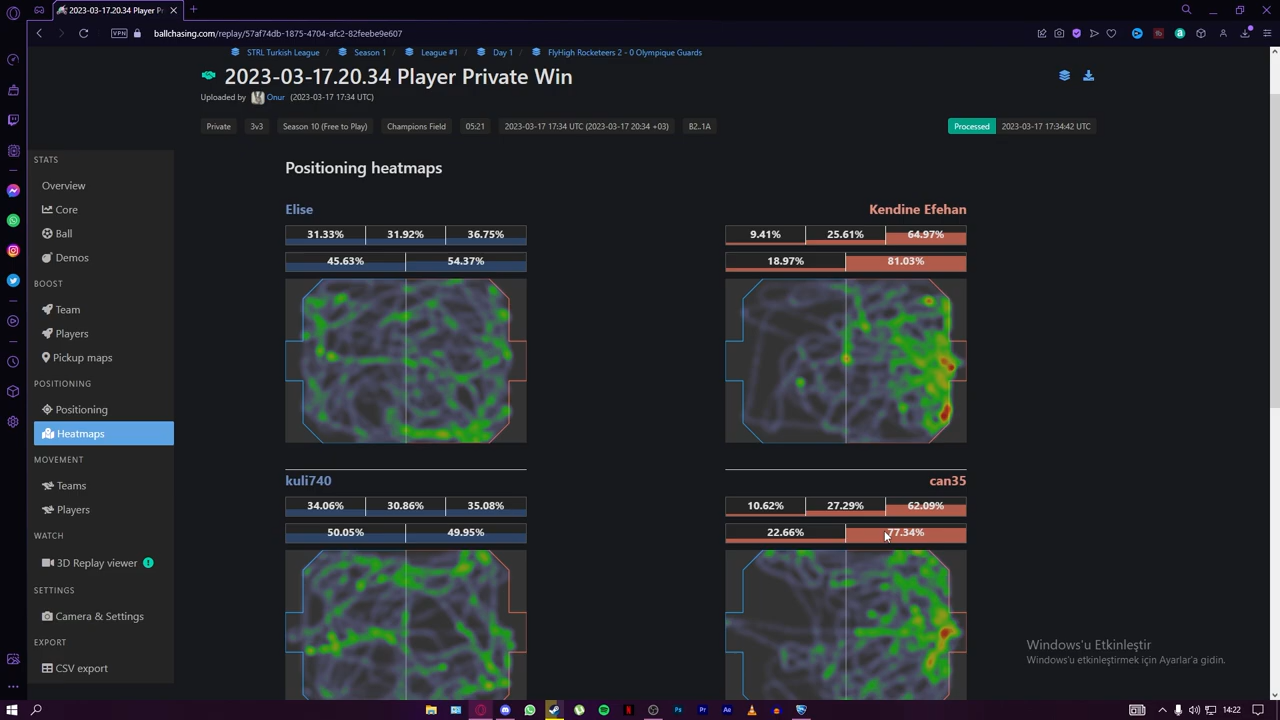 2023-03-17.20.34 Player Pr
ballchasing.com/replay/57af74db-1875-4704-afc2-82feebe9e607
VPN
STRL Turkish League / Season 1 / League #1 / Day 1 / FlyHigh Rocketeers 2 - 0 Olympique Guards
2023-03-17.20.34 Player Private Win
Uploaded by Onur (2023-03-17 17:34 UTC)
Private 3v3 Season 10 (Free to Play) Champions Field 05:21 2023-03-17 17:34 UTC (2023-03-17 20:34 +03) B2..1A Processed 2023-03-17 17:34:42 UTC
STATS
Overview
Core
Ball
Demos
BOOST
Team
Players
Pickup maps
POSITIONING
Positioning
Heatmaps
MOVEMENT
Teams
Players
WATCH
3D Replay viewer
SETTINGS
Camera & Settings
EXPORT
CSV export
Positioning heatmaps
Elise
31.33% 31.92% 36.75%
45.63% 54.37%
Kendine Efehan
9.41% 25.61% 64.97%
18.97% 81.03%
kuli740
34.06% 30.86% 35.08%
50.05% 49.95%
can35
10.62% 27.29% 62.09%
22.66% 77.34%
Windows'u Etkinleştir
Windows'u etkinleştirmek için Ayarlar'a gidin.
14:22